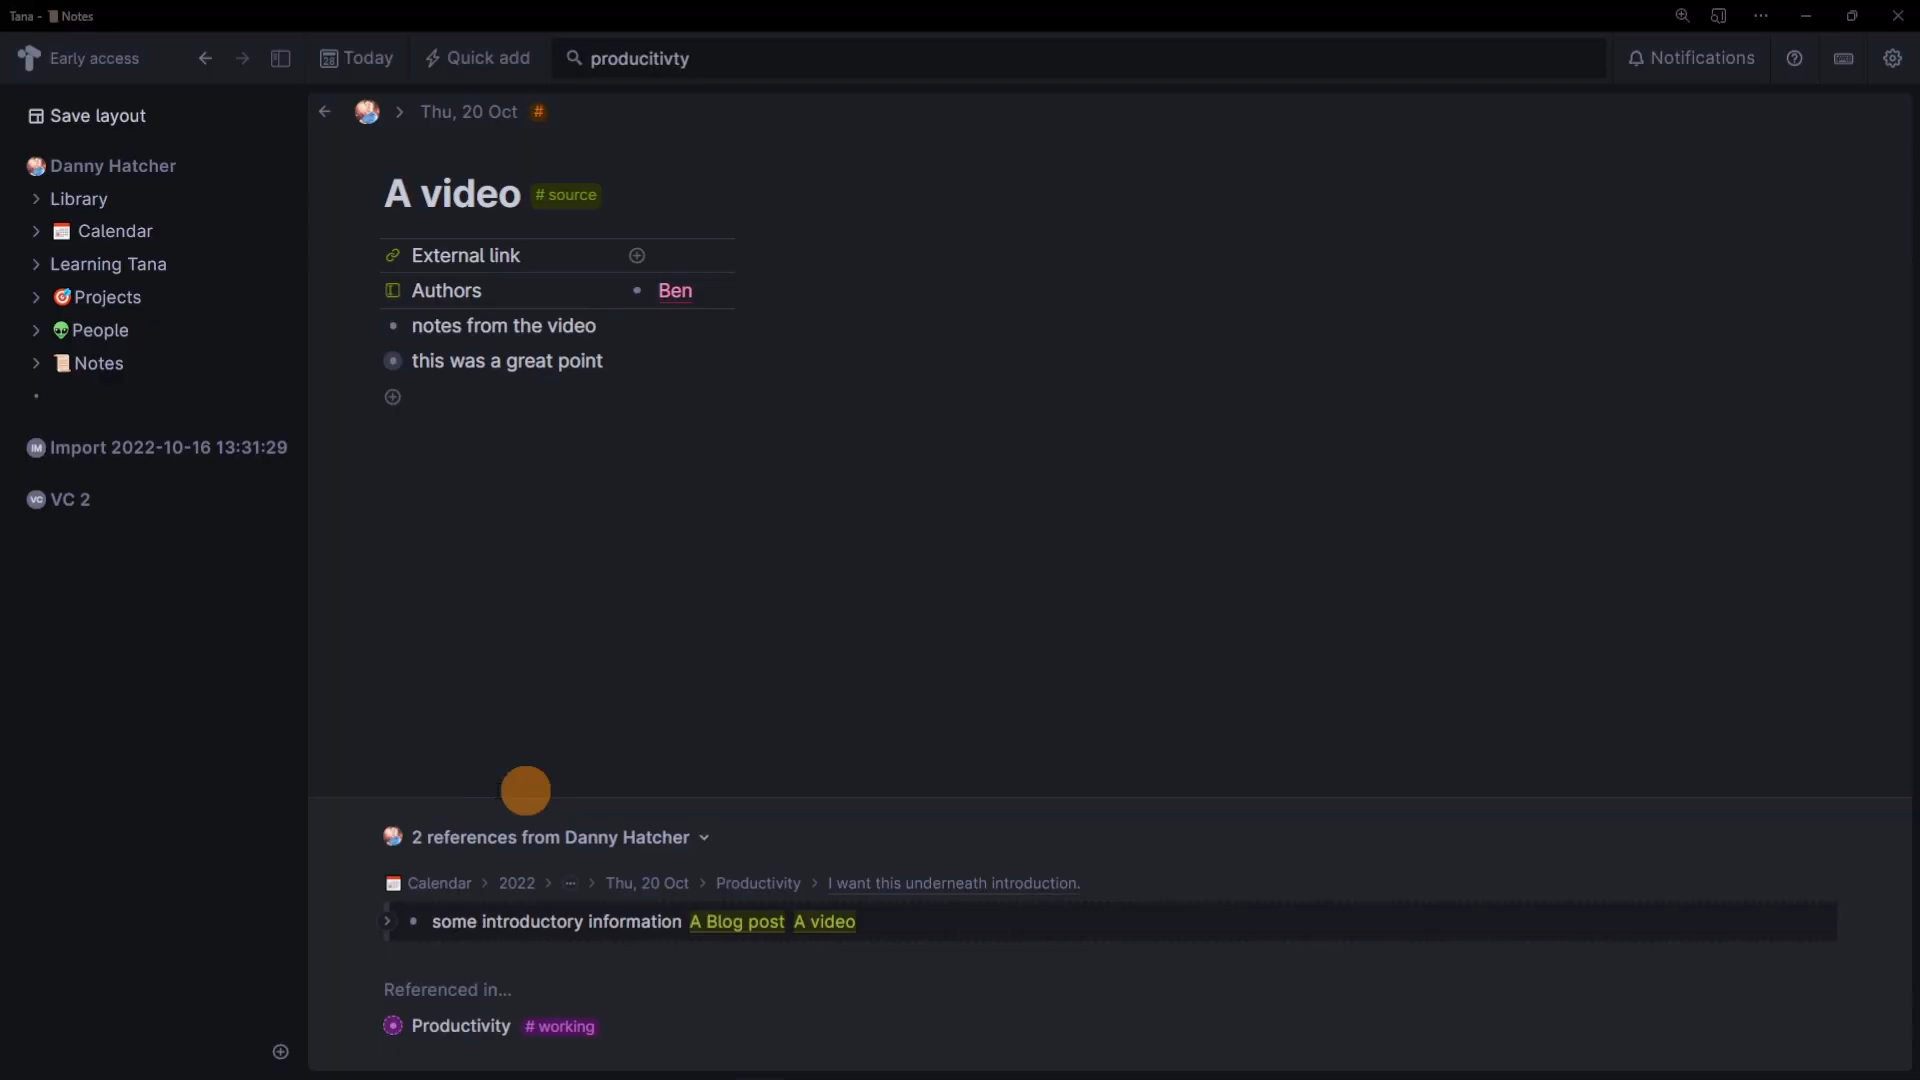 Tana - Notes
Early access
Today
Quick add
producitivty
Notifications
Save layout
Danny Hatcher
Library
Calendar
Learning Tana
Projects
People
Notes
Import 2022-10-16 13:31:29
VC 2
Thu, 20 Oct #
A video # source
External link
Authors Ben
notes from the video
this was a great point
2 references from Danny Hatcher
Calendar > 2022 > ... > Thu, 20 Oct > Productivity > I want this underneath introduction.
some introductory information A Blog post A video
Referenced in...
Productivity # working